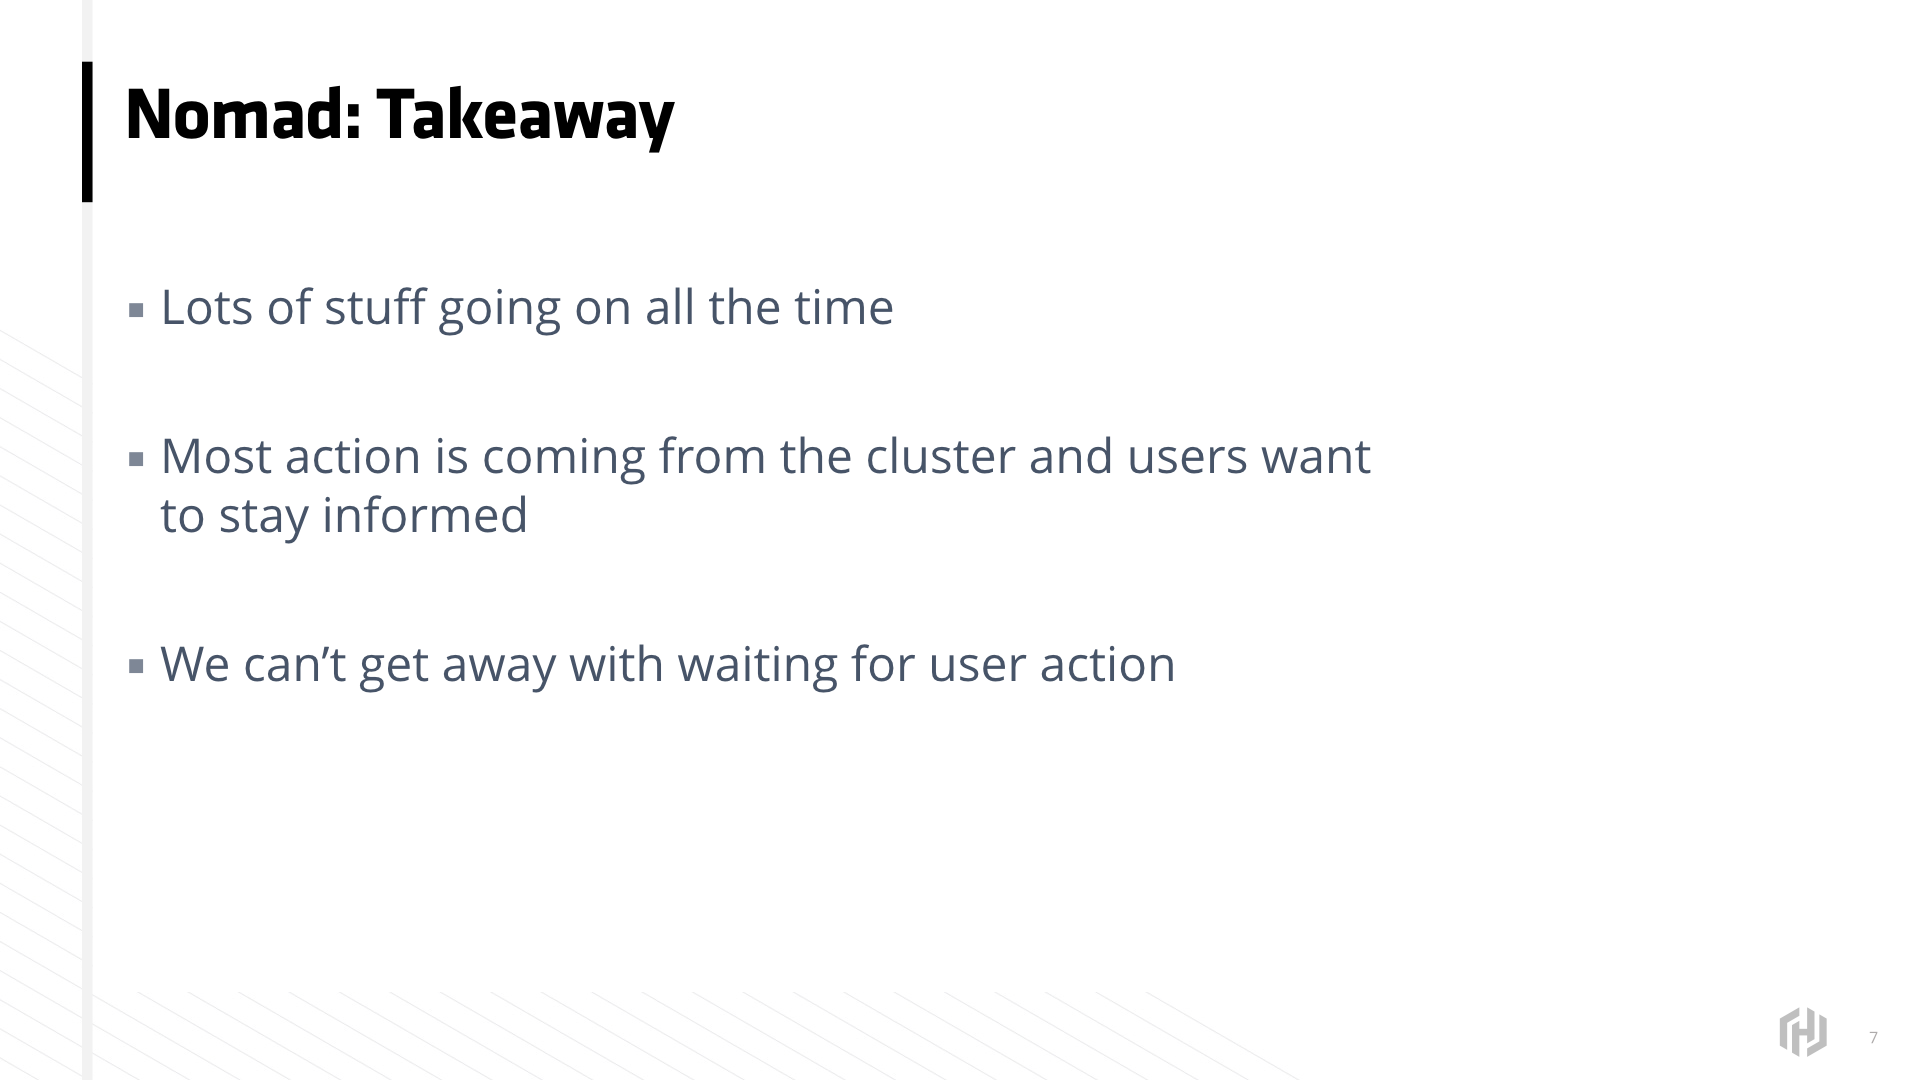 Nomad: Takeaway
▪ Lots of stuff going on all the time
▪ Most action is coming from the cluster and users want
to stay informed
▪ We can’t get away with waiting for user action
7